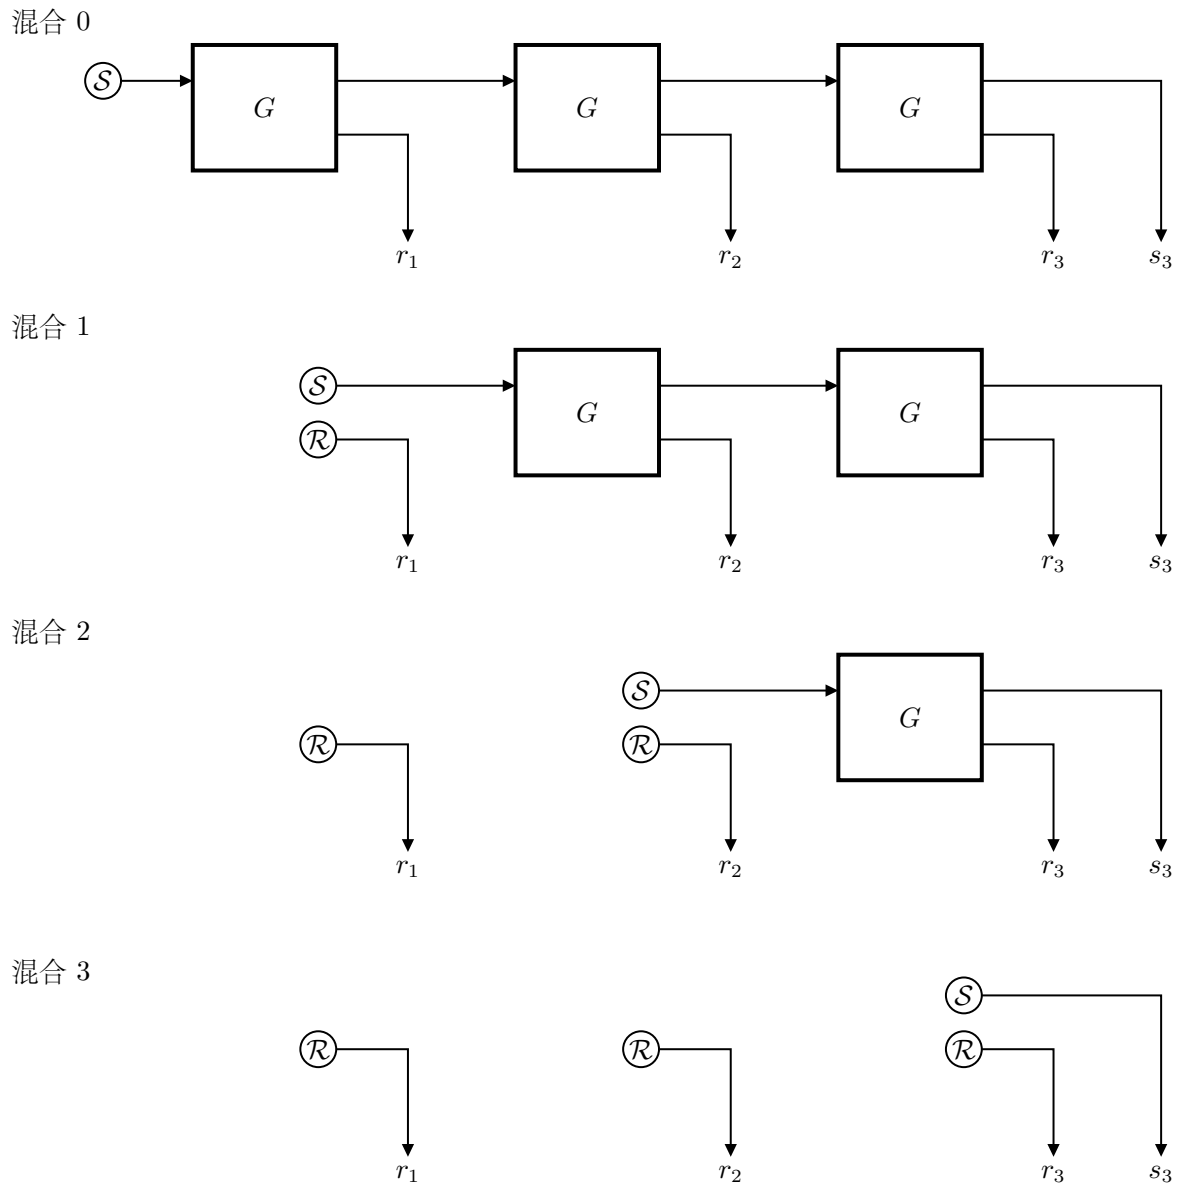 混合 0
𝒮 G G G
r₁ r₂ r₃ s₃
混合 1
𝒮 G G
ℛ
r₁ r₂ r₃ s₃
混合 2
𝒮 G
ℛ ℛ
r₁ r₂ r₃ s₃
混合 3
𝒮
ℛ ℛ ℛ
r₁ r₂ r₃ s₃